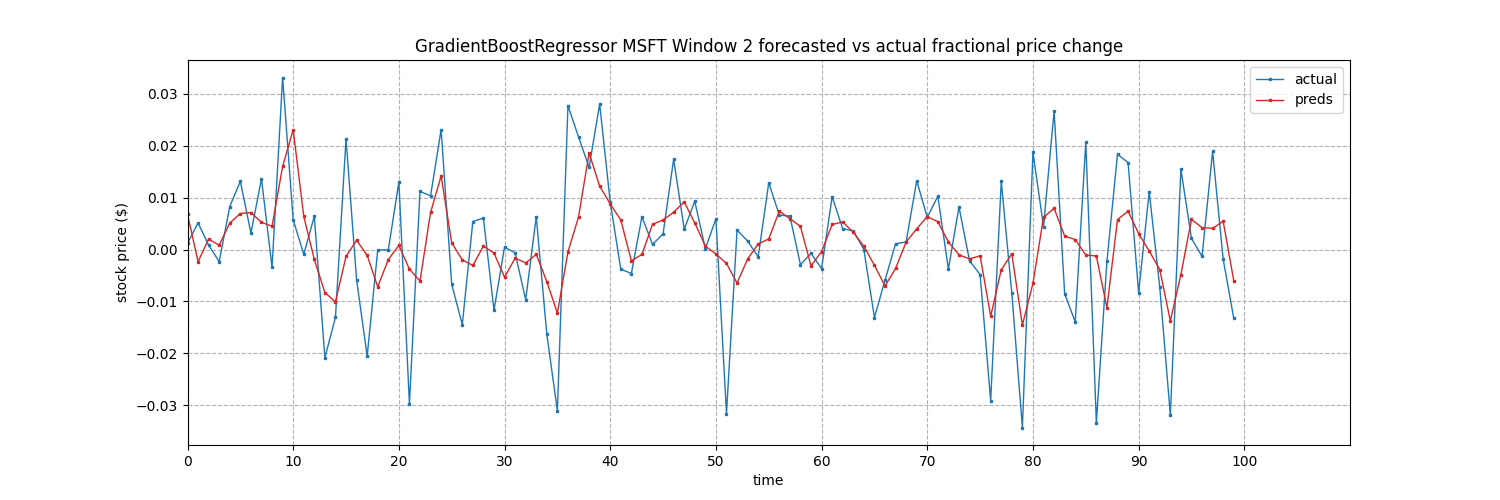 GradientBoostRegressor MSFT Window 2 forecasted vs actual fractional price change
actual
preds
stock price ($)
0.03
0.02
0.01
0.00
−0.01
−0.02
−0.03
0 10 20 30 40 50 60 70 80 90 100
time